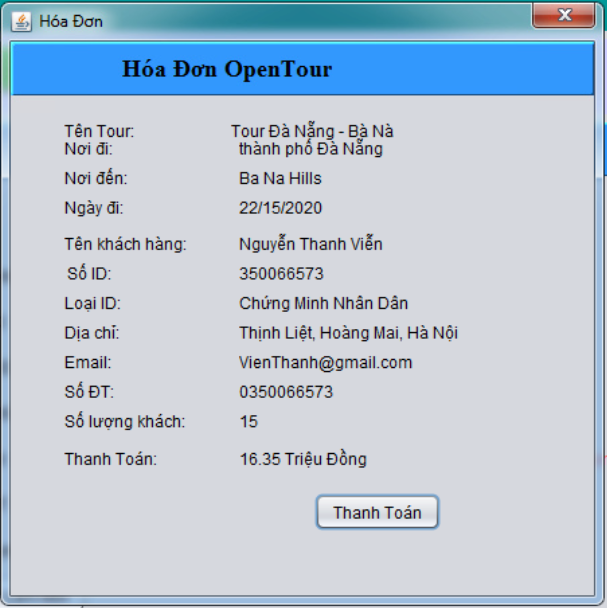 Hóa Đơn
Hóa Đơn OpenTour
Tên Tour: Tour Đà Nẵng - Bà Nà
Nơi đi: thành phố Đà Nẵng
Nơi đến: Ba Na Hills
Ngày đi: 22/15/2020
Tên khách hàng: Nguyễn Thanh Viễn
Số ID: 350066573
Loại ID: Chứng Minh Nhân Dân
Dịa chỉ: Thịnh Liệt, Hoàng Mai, Hà Nội
Email: VienThanh@gmail.com
Số ĐT: 0350066573
Số lượng khách: 15
Thanh Toán: 16.35 Triệu Đồng
Thanh Toán